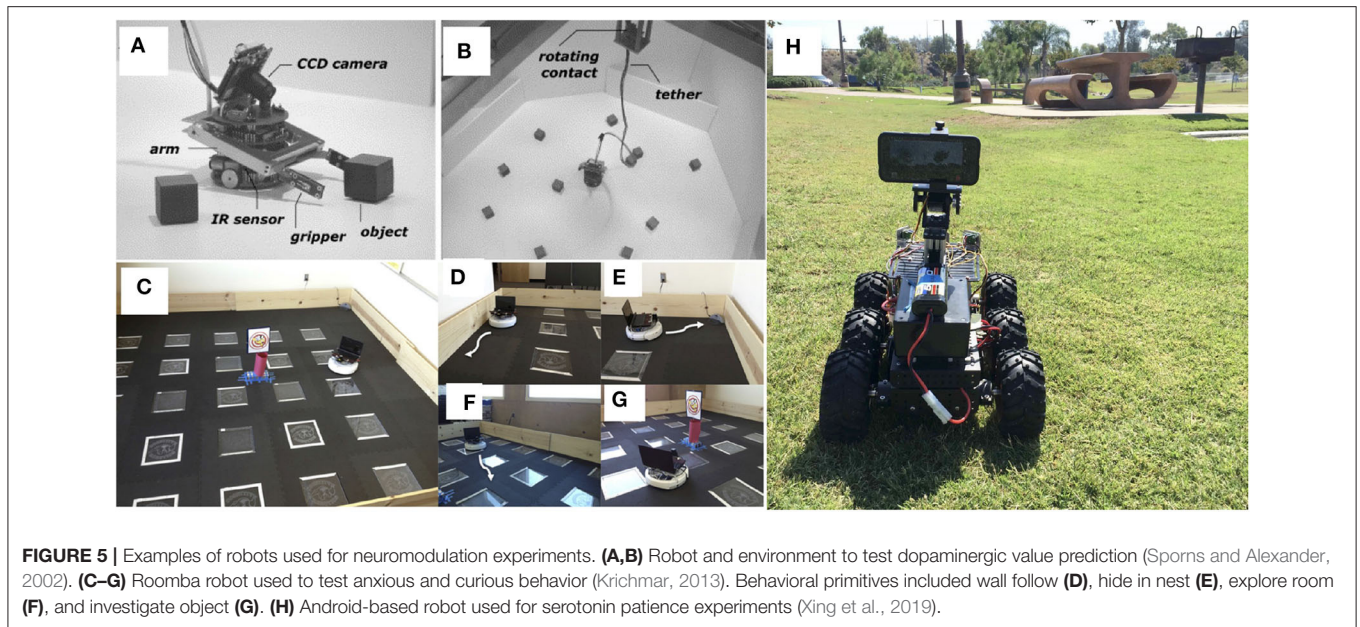 A
CCD camera
arm
IR sensor
gripper
object
B
rotating
contact
tether
C
D
E
F
G
H
FIGURE 5 | Examples of robots used for neuromodulation experiments. (A,B) Robot and environment to test dopaminergic value prediction (Sporns and Alexander,
2002). (C–G) Roomba robot used to test anxious and curious behavior (Krichmar, 2013). Behavioral primitives included wall follow (D), hide in nest (E), explore room
(F), and investigate object (G). (H) Android-based robot used for serotonin patience experiments (Xing et al., 2019).